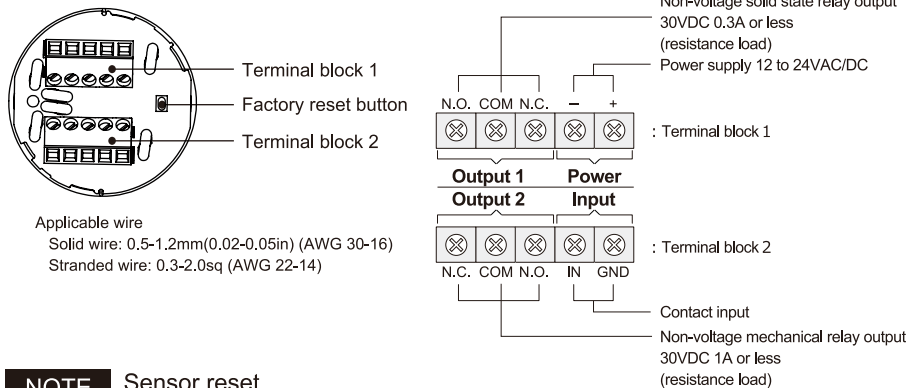 Terminal block 1
Factory reset button
Terminal block 2
Applicable wire
Solid wire: 0.5-1.2mm(0.02-0.05in) (AWG 30-16)
Stranded wire: 0.3-2.0sq (AWG 22-14)
Non-voltage solid state relay output
30VDC 0.3A or less
(resistance load)
Power supply 12 to 24VAC/DC
N.O. COM N.C. − +
: Terminal block 1
Output 1 Power
Output 2 Input
: Terminal block 2
N.C. COM N.O. IN GND
Contact input
Non-voltage mechanical relay output
30VDC 1A or less
(resistance load)
NOTE Sensor reset